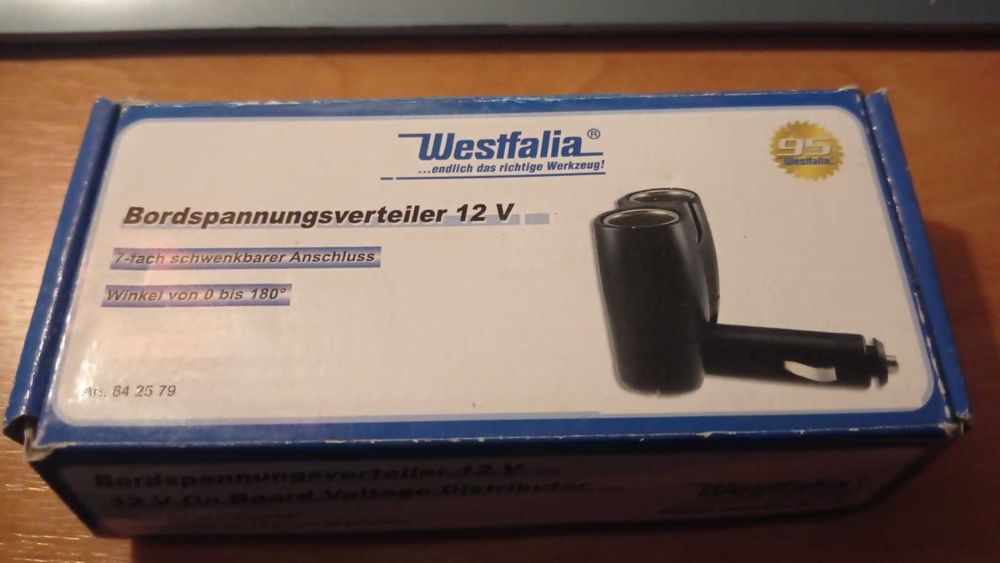 Westfalia®
...endlich das richtige Werkzeug!
95
Westfalia
Bordspannungsverteiler 12 V
7-fach schwenkbarer Anschluss
Winkel von 0 bis 180°
Art. 64 25 79
Bordspannungsverteiler 12 V
12 V On Board Voltage Distributor
Westfalia